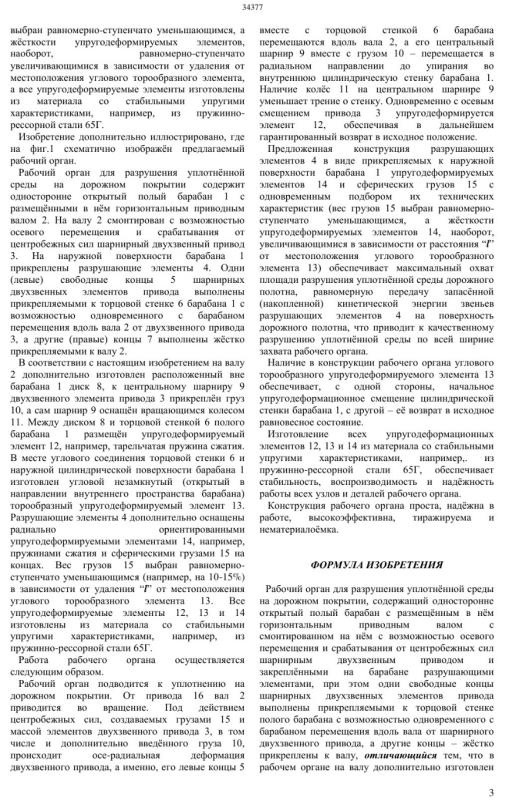 34377
выбран равномерно-ступенчато уменьшающимся, а
жёсткости упругодеформируемых элементов,
наоборот, равномерно-ступенчато
увеличивающимися в зависимости от удаления от
местоположения углового торообразного элемента,
а все упругодеформируемые элементы изготовлены
из материала со стабильными упругими
характеристиками, например, из пружинно-
рессорной стали 65Г.
Изобретение дополнительно иллюстрировано, где
на фиг.1 схематично изображён предлагаемый
рабочий орган.
Рабочий орган для разрушения уплотнённой
среды на дорожном покрытии содержит
односторонне открытый полый барабан 1 с
размещённым в нём горизонтальным приводным
валом 2. На валу 2 смонтирован с возможностью
осевого перемещения и срабатывания от
центробежных сил шарнирный двухзвенный привод
3. На наружной поверхности барабана 1
прикреплены разрушающие элементы 4. Одни
(левые) свободные концы 5 шарнирных
двухзвенных элементов привода выполнены
прикрепляемыми к торцовой стенке 6 барабана 1 с
возможностью одновременного с барабаном
перемещения вдоль вала 2 от двухзвенного привода
3, а другие (правые) концы 7 выполнены жёстко
прикреплёнными к валу 2.
В соответствии с настоящим изобретением на валу
2 дополнительно изготовлен расположенный вне
барабана 1 диск 8, к центральному шарниру 9
двухзвенного элемента привода 3 прикреплён груз
10, а сам шарнир 9 оснащён вращающимся колесом
11. Между диском 8 и торцовой стенкой 6 полого
барабана 1 размещён упругодеформируемый
элемент 12, например, тарельчатая пружина сжатия.
В месте углового соединения торцовой стенки 6 и
наружной цилиндрической поверхности барабана 1
изготовлен угловой незамкнутый (открытый в
направлении внутреннего пространства барабана)
торообразный упругодеформируемый элемент 13.
Разрушающие элементы 4 дополнительно оснащены
радиально ориентированными
упругодеформируемыми элементами 14, например,
пружинами сжатия и сферическими грузами 15 на
концах. Вес грузов 15 выбран равномерно-
ступенчато уменьшающимся (например, на 10-15%)
в зависимости от удаления “l” от местоположения
углового торообразного элемента 13. Все
упругодеформируемые элементы 12, 13 и 14
изготовлены из материала со стабильными
упругими характеристиками, например, из
пружинно-рессорной стали 65Г.
Работа рабочего органа осуществляется
следующим образом.
Рабочий орган подводится к уплотнению на
дорожном покрытии. От привода 16 вал 2
приводится во вращение. Под действием
центробежных сил, создаваемых грузами 15 и
массой элементов двухзвенного привода 3, в том
числе и дополнительно введённого груза 10,
происходит осе-радиальная деформация
двухзвенного привода, а именно, его левые концы 5
вместе с торцовой стенкой 6 барабана
перемещаются вдоль вала 2, а его центральный
шарнир 9 вместе с грузом 10 – перемещается в
радиальном направлении до упирания во
внутреннюю цилиндрическую стенку барабана 1.
Наличие колёс 11 на центральном шарнире 9
уменьшает трение о стенку. Одновременно с осевым
смещением привода 3 упругодеформируется
элемент 12, обеспечивая в дальнейшем
гарантированный возврат в исходное положение.
Предложенная конструкция разрушающих
элементов 4 в виде прикрепляемых к наружной
поверхности барабана 1 упругодеформируемых
элементов 14 и сферических грузов 15 с
одновременным подбором их технических
характеристик (вес грузов 15 выбран равномерно-
ступенчато уменьшающимся, а жёсткости
упругодеформируемых элементов 14, наоборот,
увеличивающимися в зависимости от расстояния “l”
от местоположения углового торообразного
элемента 13) обеспечивает максимальный охват
площади разрушения уплотнённой среды дорожного
полотна, равномерную передачу запасённой
(накопленной) кинетической энергии звеньев
разрушающих элементов 4 на поверхность
дорожного полотна, что приводит к качественному
разрушению уплотнённой среды по всей ширине
захвата рабочего органа.
Наличие в конструкции рабочего органа углового
торообразного упругодеформируемого элемента 13
обеспечивает, с одной стороны, начальное
упругодеформационное смещение цилиндрической
стенки барабана 1, с другой – её возврат в исходное
равновесное состояние.
Изготовление всех упругодеформационных
элементов 12, 13 и 14 из материала со стабильными
упругими характеристиками, например,. из
пружинно-рессорной стали 65Г, обеспечивает
стабильность, воспроизводимость и надёжность
работы всех узлов и деталей рабочего органа.
Конструкция рабочего органа проста, надёжна в
работе, высокоэффективна, тиражируема и
нематериалоёмка.
ФОРМУЛА ИЗОБРЕТЕНИЯ
Рабочий орган для разрушения уплотнённой среды
на дорожном покрытии, содержащий односторонне
открытый полый барабан с размещённым в нём
горизонтальным приводным валом с
смонтированном на нём с возможностью осевого
перемещения и срабатывания от центробежных сил
шарнирным двухзвенным приводом и
закреплёнными на барабане разрушающими
элементами, при этом одни свободные концы
шарнирных двухзвенных элементов привода
выполнены прикрепляемыми к торцовой стенке
полого барабана с возможностью одновременного с
барабаном перемещения вдоль вала от шарнирного
двухзвенного привода, а другие концы – жёстко
прикреплены к валу, отличающийся тем, что в
рабочем органе на валу дополнительно изготовлен
3